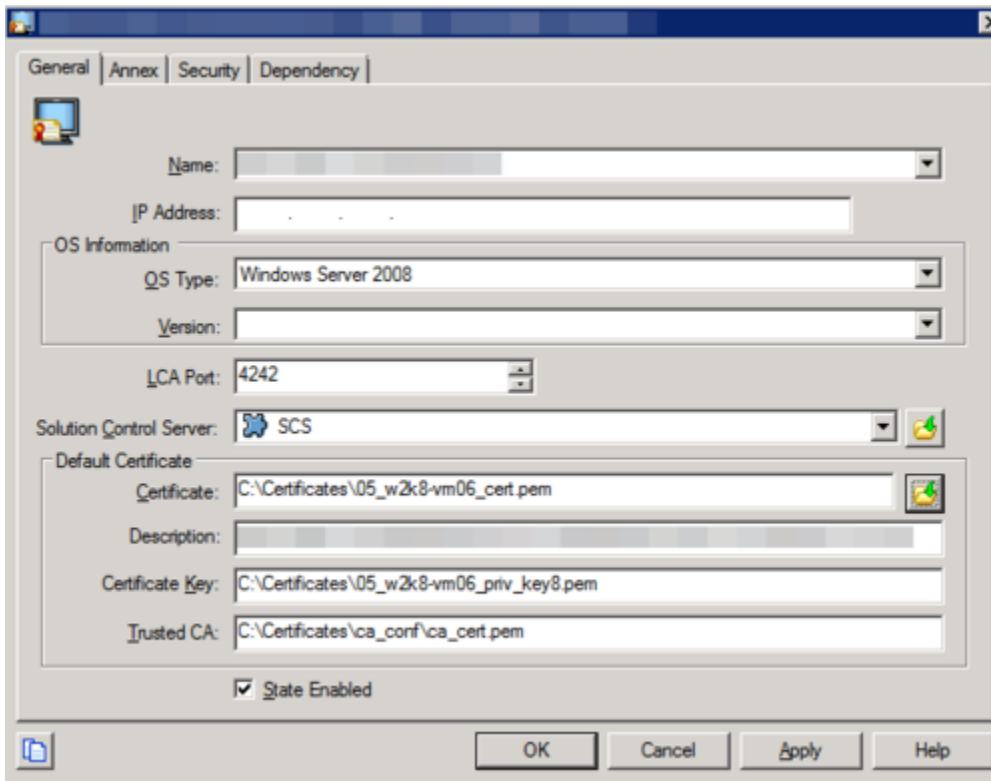 General Annex Security Dependency
Name:
IP Address: . . .
OS Information
OS Type: Windows Server 2008
Version:
LCA Port: 4242
Solution Control Server: SCS
Default Certificate
Certificate: C:\Certificates\05_w2k8-vm06_cert.pem
Description:
Certificate Key: C:\Certificates\05_w2k8-vm06_priv_key8.pem
Trusted CA: C:\Certificates\ca_conf\ca_cert.pem
State Enabled
OK Cancel Apply Help